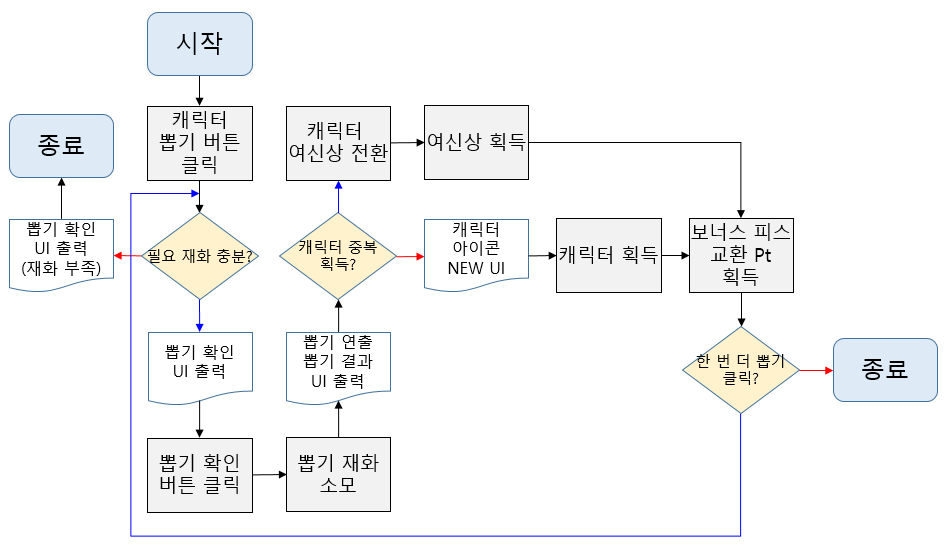 시작
캐릭터
뽑기 버튼
클릭
종료
뽑기 확인
UI 출력
(재화 부족)
필요 재화 충분?
뽑기 확인
UI 출력
뽑기 확인
버튼 클릭
뽑기 재화
소모
뽑기 연출
뽑기 결과
UI 출력
캐릭터 중복
획득?
캐릭터
여신상 전환
여신상 획득
캐릭터
아이콘
NEW UI
캐릭터 획득
보너스 피스
교환 Pt
획득
한 번 더 뽑기
클릭?
종료